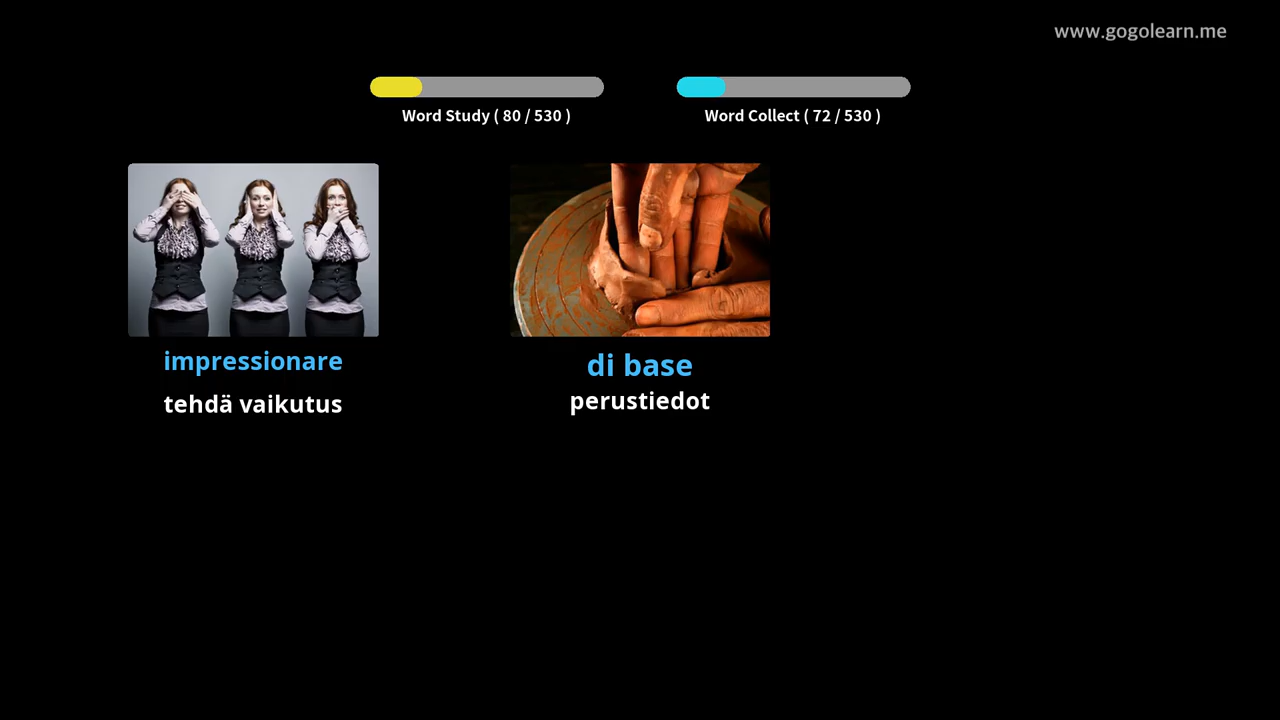 www.gogolearn.me
Word Study ( 80 / 530 )
Word Collect ( 72 / 530 )
impressionare
tehdä vaikutus
di base
perustiedot